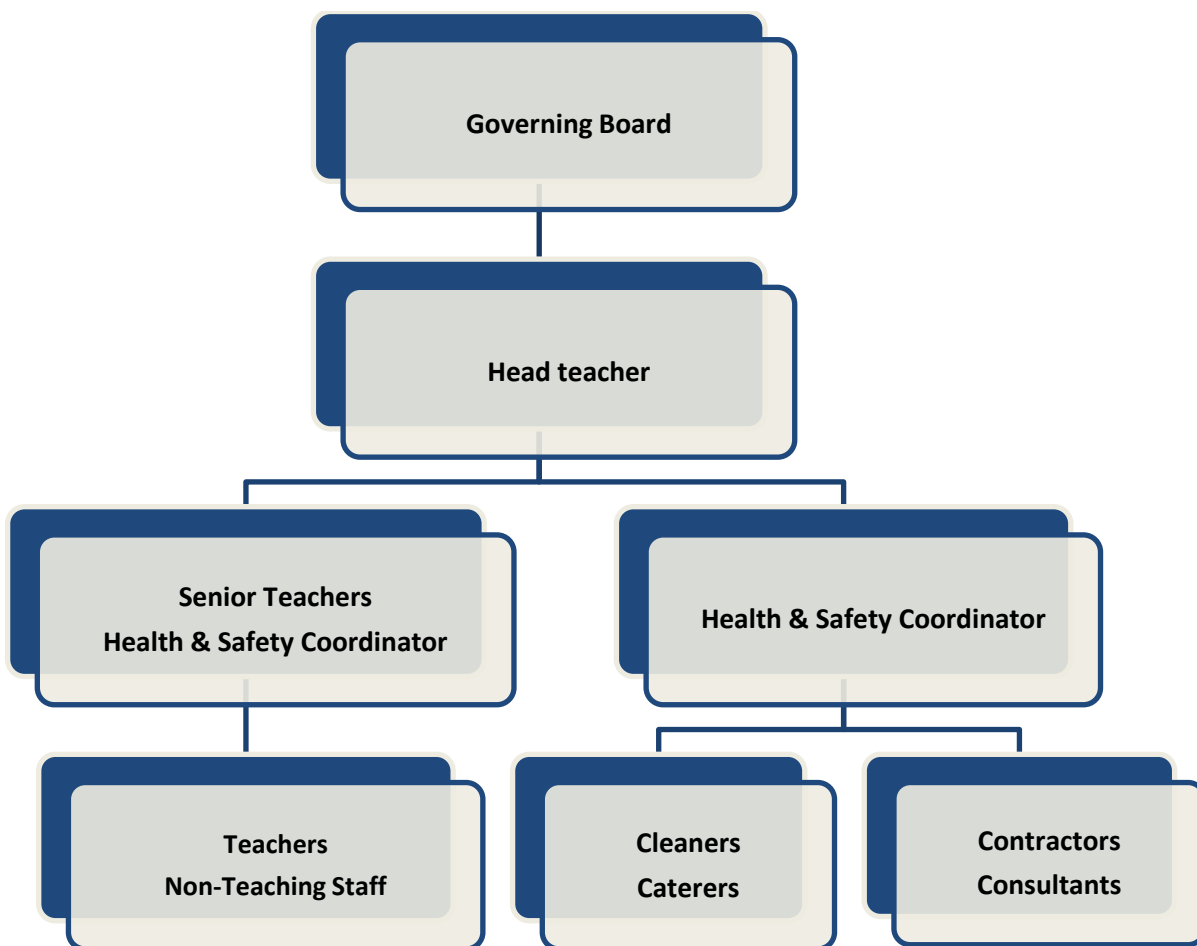 Governing Board
Head teacher
Senior Teachers
Health & Safety Coordinator
Health & Safety Coordinator
Teachers
Non-Teaching Staff
Cleaners
Caterers
Contractors
Consultants